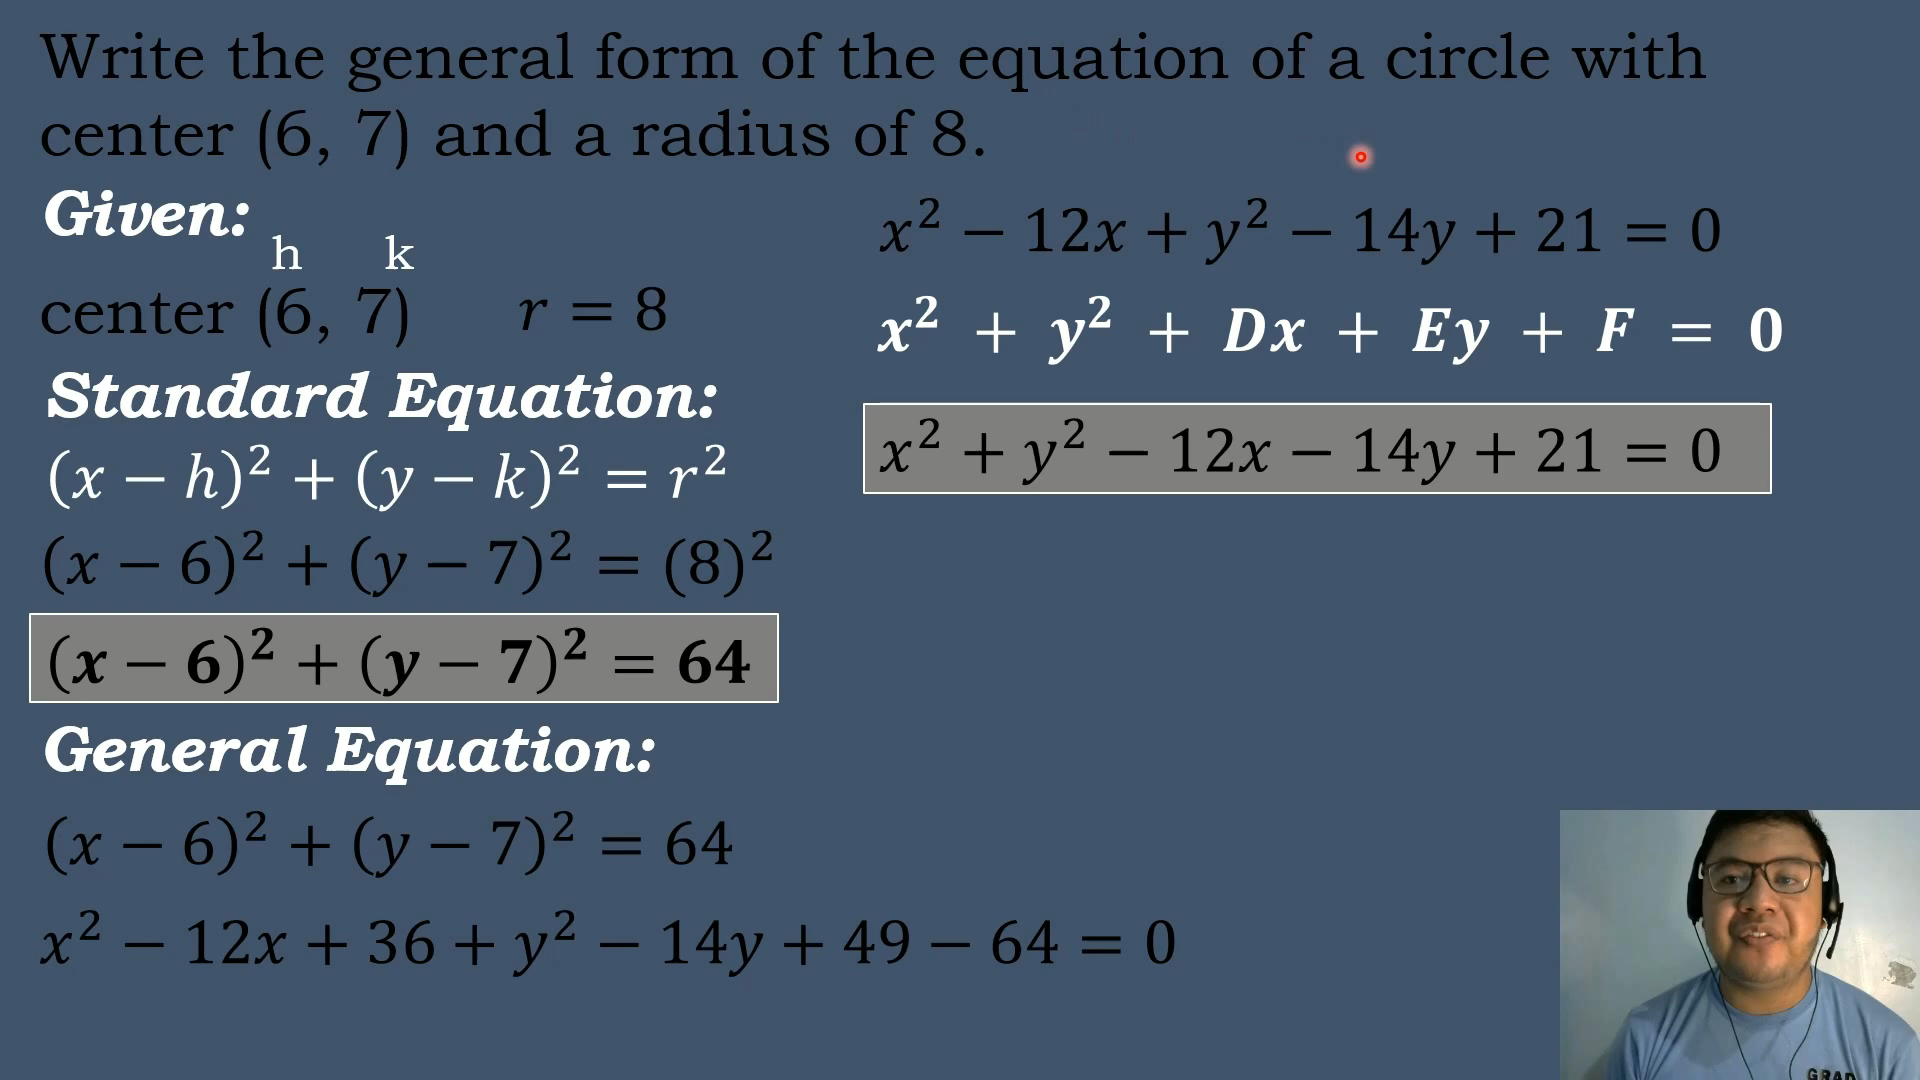 Write the general form of the equation of a circle with
center (6, 7) and a radius of 8.
Given:
h k
center (6, 7) r = 8
Standard Equation:
(x − h)² + (y − k)² = r²
(x − 6)² + (y − 7)² = (8)²
(x − 6)² + (y − 7)² = 64
General Equation:
(x − 6)² + (y − 7)² = 64
x² − 12x + 36 + y² − 14y + 49 − 64 = 0
x² − 12x + y² − 14y + 21 = 0
x² + y² + Dx + Ey + F = 0
x² + y² − 12x − 14y + 21 = 0
GRAD